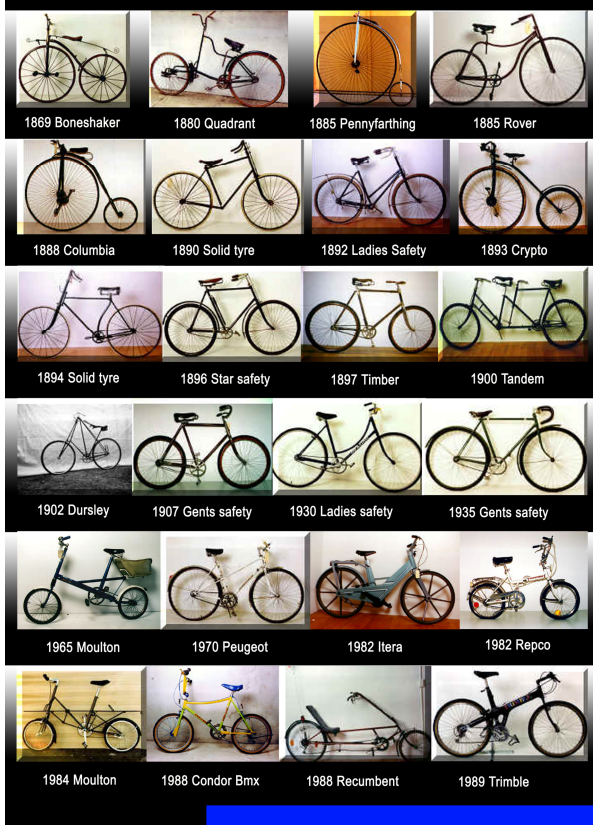 1869 Boneshaker
1880 Quadrant
1885 Pennyfarthing
1885 Rover
1888 Columbia
1890 Solid tyre
1892 Ladies Safety
1893 Crypto
1894 Solid tyre
1896 Star safety
1897 Timber
1900 Tandem
1902 Dursley
1907 Gents safety
1930 Ladies safety
1935 Gents safety
1965 Moulton
1970 Peugeot
1982 Itera
1982 Repco
1984 Moulton
1988 Condor Bmx
1988 Recumbent
1989 Trimble